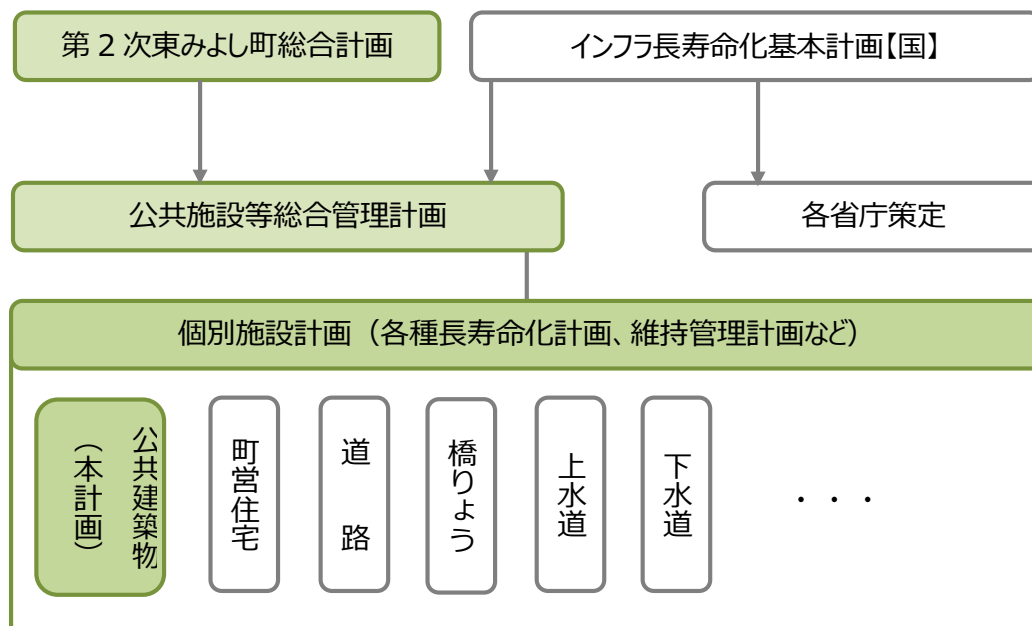 第2次東みよし町総合計画
インフラ長寿命化基本計画【国】
公共施設等総合管理計画
各省庁策定
個別施設計画（各種長寿命化計画、維持管理計画など）
公共建築物
（本計画）
町営住宅
道路
橋りょう
上水道
下水道
・・・